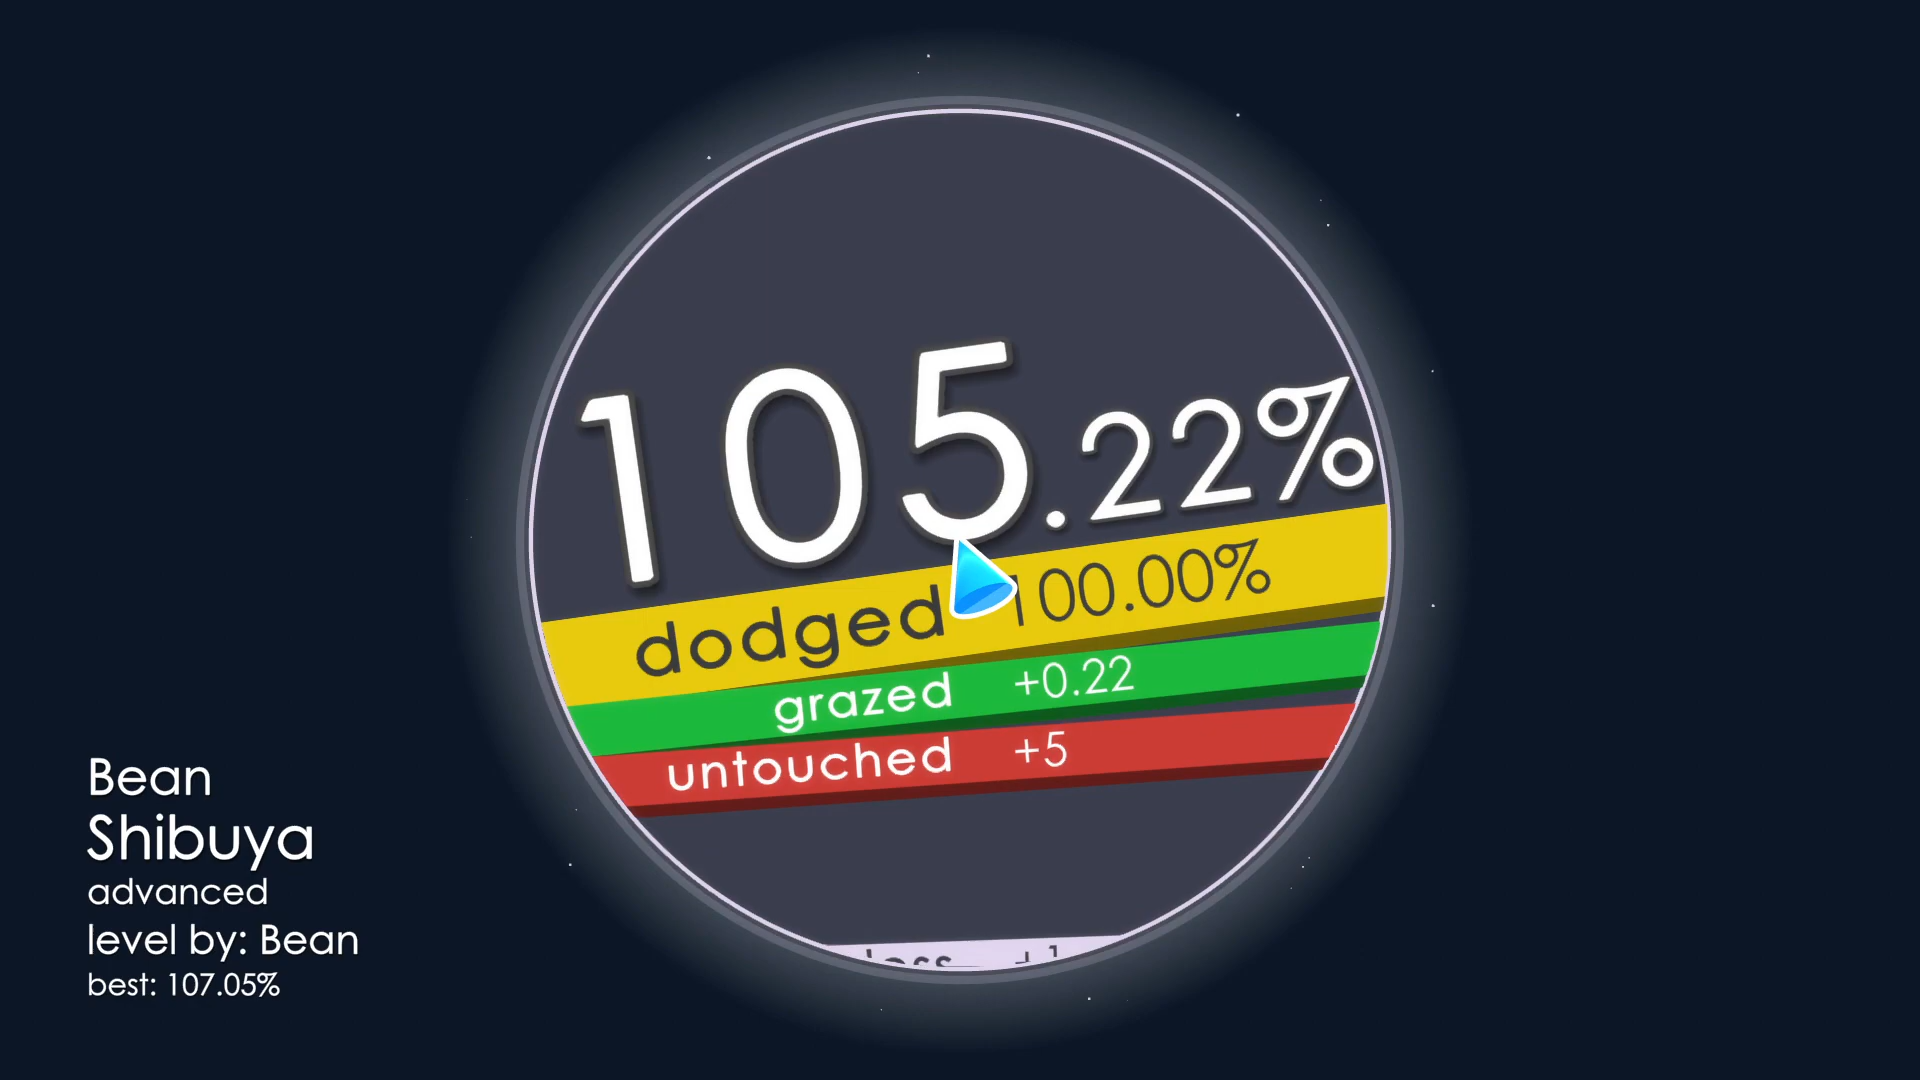 105.22%
dodged 100.00%
grazed +0.22
untouched +5
+1
Bean
Shibuya
advanced
level by: Bean
best: 107.05%